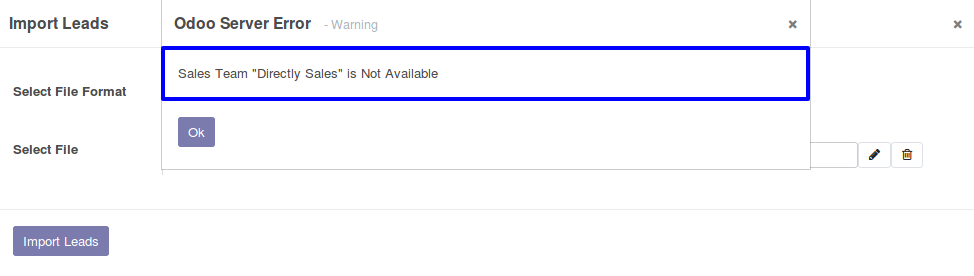 Import Leads
Odoo Server Error - Warning
×
×
Sales Team "Directly Sales" is Not Available
Select File Format
Ok
Select File
Import Leads